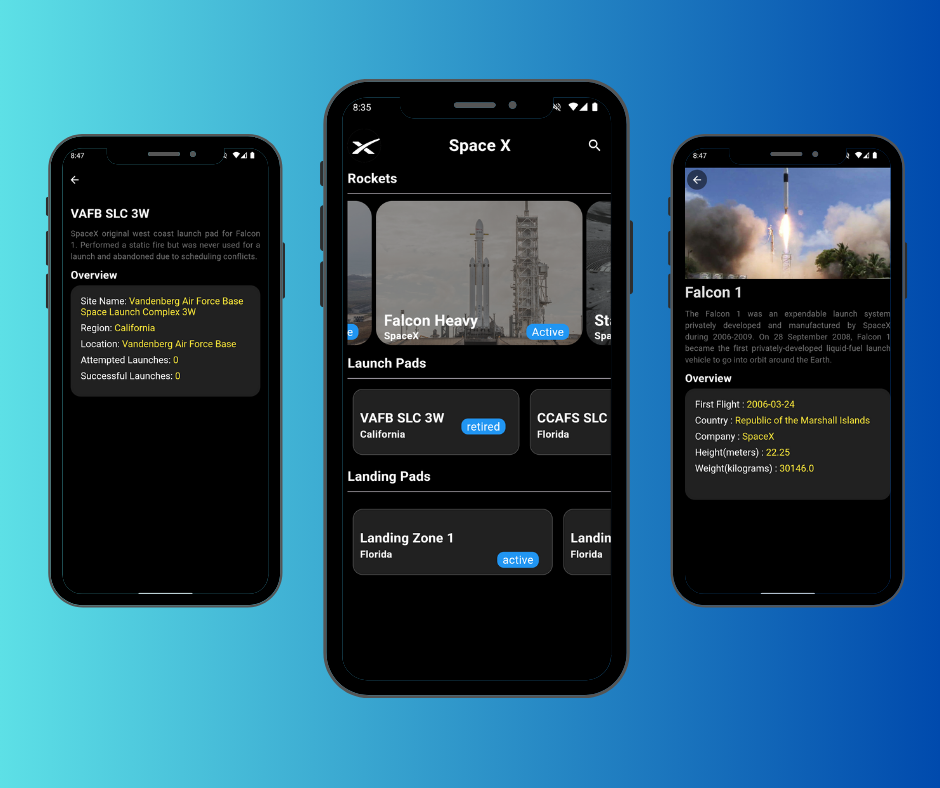 8:47
VAFB SLC 3W
SpaceX original west coast launch pad for Falcon
1. Performed a static fire but was never used for a
launch and abandoned due to scheduling conflicts.
Overview
Site Name: Vandenberg Air Force Base
Space Launch Complex 3W
Region: California
Location: Vandenberg Air Force Base
Attempted Launches: 0
Successful Launches: 0
8:35
Space X
Rockets
e
Falcon Heavy
SpaceX
Active
St
Spa
Launch Pads
VAFB SLC 3W
California
retired
CCAFS SLC
Florida
Landing Pads
Landing Zone 1
Florida
active
Landin
Florida
8:47
Falcon 1
The Falcon 1 was an expendable launch system
privately developed and manufactured by SpaceX
during 2006-2009. On 28 September 2008, Falcon 1
became the first privately-developed liquid-fuel launch
vehicle to go into orbit around the Earth.
Overview
First Flight : 2006-03-24
Country : Republic of the Marshall Islands
Company : SpaceX
Height(meters) : 22.25
Weight(kilograms) : 30146.0